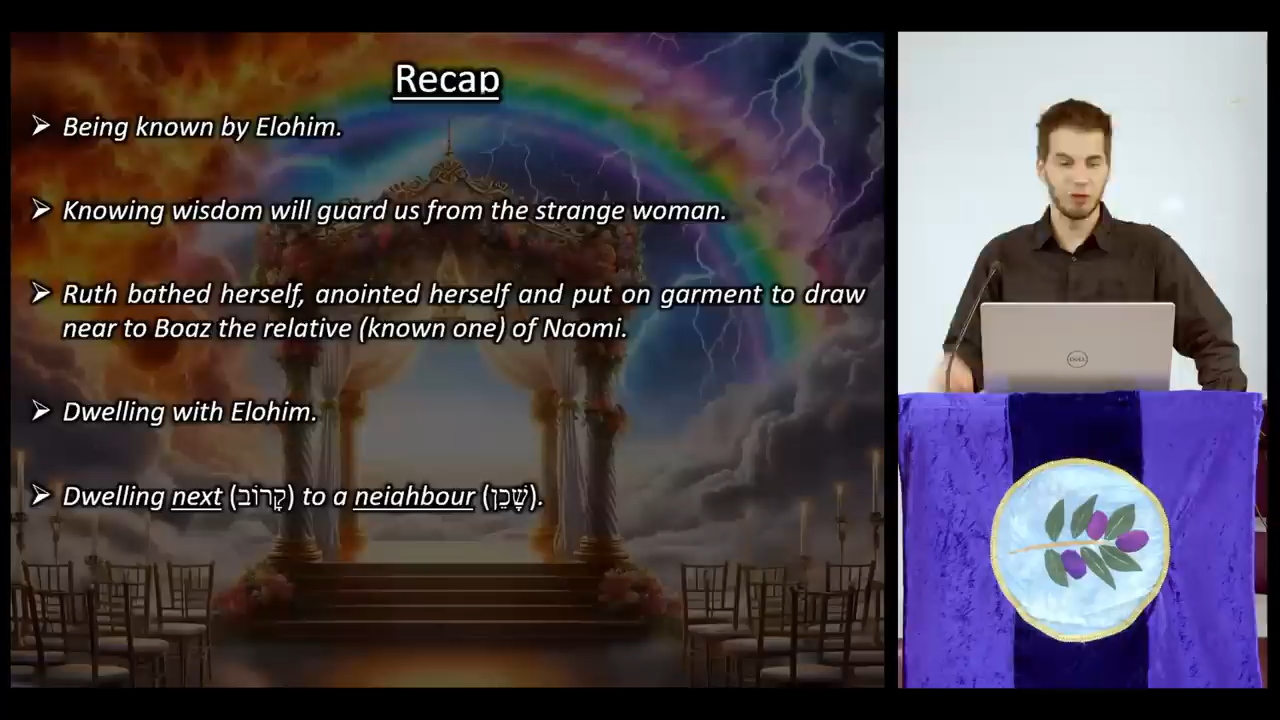 Recap
➢ Being known by Elohim.
➢ Knowing wisdom will guard us from the strange woman.
➢ Ruth bathed herself, anointed herself and put on garment to draw
near to Boaz the relative (known one) of Naomi.
➢ Dwelling with Elohim.
➢ Dwelling next (קָרוֹב) to a neighbour (שָׁכֵן).
DELL